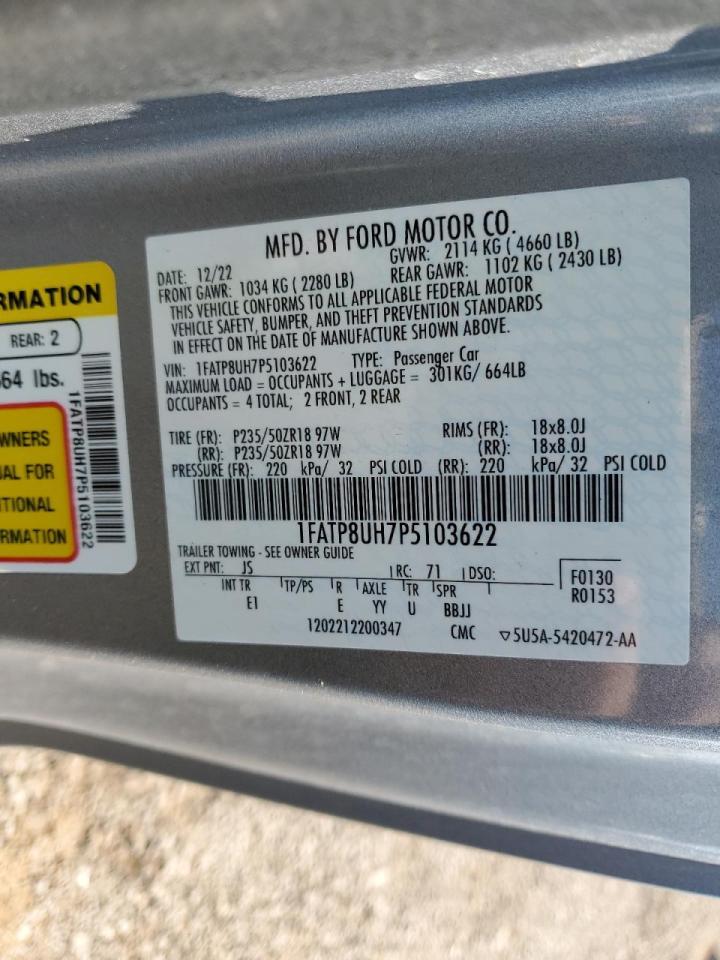 RMATION
REAR: 2
64 lbs.
WNERS
UAL FOR
ITIONAL
ORMATION
1FATP8UH7P5103622
MFD. BY FORD MOTOR CO.
DATE: 12/22 GVWR: 2114 KG ( 4660 LB)
FRONT GAWR: 1034 KG ( 2280 LB) REAR GAWR: 1102 KG ( 2430 LB)
THIS VEHICLE CONFORMS TO ALL APPLICABLE FEDERAL MOTOR
VEHICLE SAFETY, BUMPER, AND THEFT PREVENTION STANDARDS
IN EFFECT ON THE DATE OF MANUFACTURE SHOWN ABOVE.
VIN: 1FATP8UH7P5103622 TYPE: Passenger Car
MAXIMUM LOAD = OCCUPANTS + LUGGAGE = 301KG/ 664LB
OCCUPANTS = 4 TOTAL; 2 FRONT, 2 REAR
TIRE (FR): P235/50ZR18 97W RIMS (FR): 18x8.0J
(RR): P235/50ZR18 97W (RR): 18x8.0J
PRESSURE (FR): 220 kPa/ 32 PSI COLD (RR): 220 kPa/ 32 PSI COLD
1FATP8UH7P5103622
TRAILER TOWING - SEE OWNER GUIDE
EXT PNT: JS RC: 71 DSO: F0130
INT TR TP/PS R AXLE TR SPR R0153
E1 E YY U BBJJ
1202212200347 CMC ▽5U5A-5420472-AA